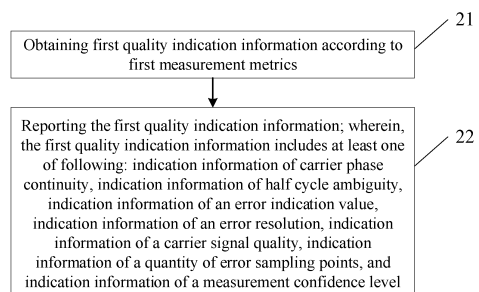 21
Obtaining first quality indication information according to
first measurement metrics
22
Reporting the first quality indication information; wherein,
the first quality indication information includes at least one
of following: indication information of carrier phase
continuity, indication information of half cycle ambiguity,
indication information of an error indication value,
indication information of an error resolution, indication
information of a carrier signal quality, indication
information of a quantity of error sampling points, and
indication information of a measurement confidence level